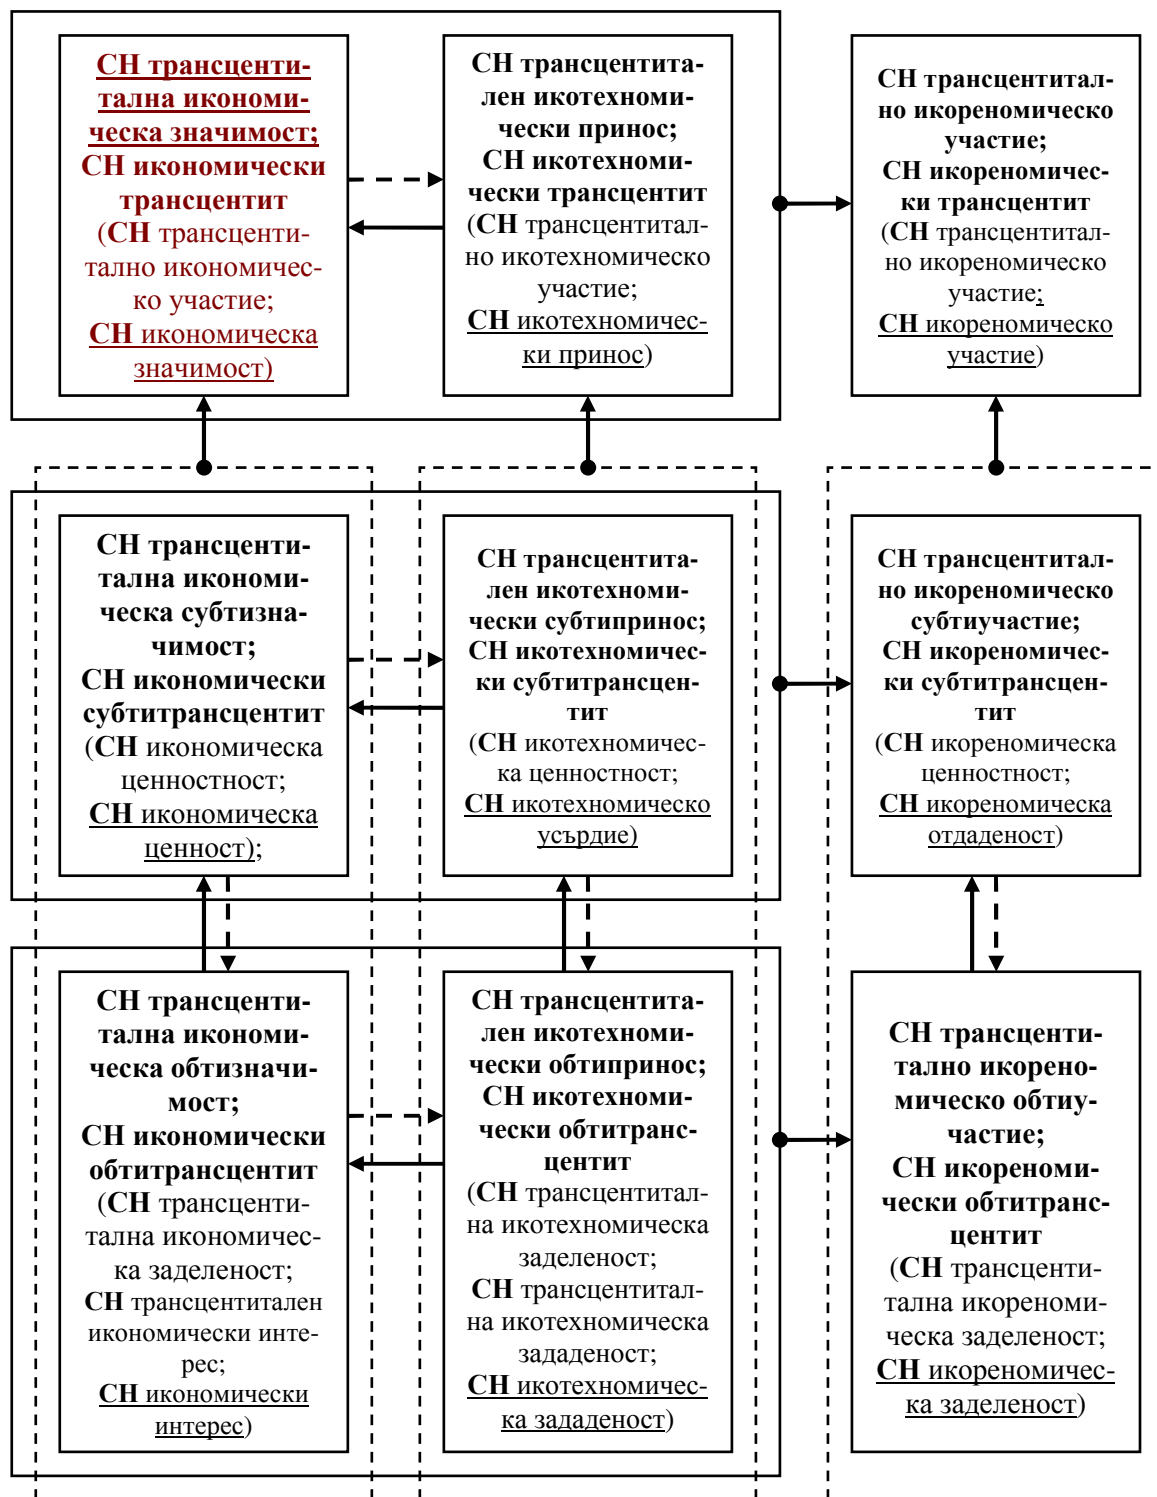 СН трансценти-
тална икономи-
ческа значимост;
СН икономически
трансцентит
(СН трансценти-
тално икономичес-
ко участие;
СН икономическа
значимост)
СН трансцентита-
лен икотехноми-
чески принос;
СН икотехноми-
чески трансцентит
(СН трансцентитал-
но икотехномическо
участие;
СН икотехномичес-
ки принос)
СН трансцентитал-
но икореномическо
участие;
СН икореномичес-
ки трансцентит
(СН трансцентитал-
но икореномическо
участие;
СН икореномическо
участие)
СН трансценти-
тална икономи-
ческа субтизна-
чимост;
СН икономически
субтитрансцентит
(СН икономическа
ценностност;
СН икономическа
ценност);
СН трансцентита-
лен икотехноми-
чески субтипринос;
СН икотехномичес-
ки субтитрансцен-
тит
(СН икотехномичес-
ка ценностност;
СН икотехномическо
усърдие)
СН трансцентитал-
но икореномическо
субтиучастие;
СН икореномичес-
ки субтитрансцен-
тит
(СН икореномическа
ценностност;
СН икореномическа
отдаденост)
СН трансценти-
тална икономи-
ческа обтизначи-
мост;
СН икономически
обтитрансцентит
(СН трансценти-
тална икономичес-
ка заделеност;
СН трансцентитален
икономически инте-
рес;
СН икономически
интерес)
СН трансцентита-
лен икотехноми-
чески обтипринос;
СН икотехноми-
чески обтитранс-
центит
(СН трансцентитал-
на икотехномическа
заделеност;
СН трансцентитал-
на икотехномическа
зададеност;
СН икотехномичес-
ка зададеност)
СН трансценти-
тално икорено-
мическо обтиу-
частие;
СН икореноми-
чески обтитранс-
центит
(СН трансценти-
тална икореноми-
ческа заделеност;
СН икореномичес-
ка заделеност)